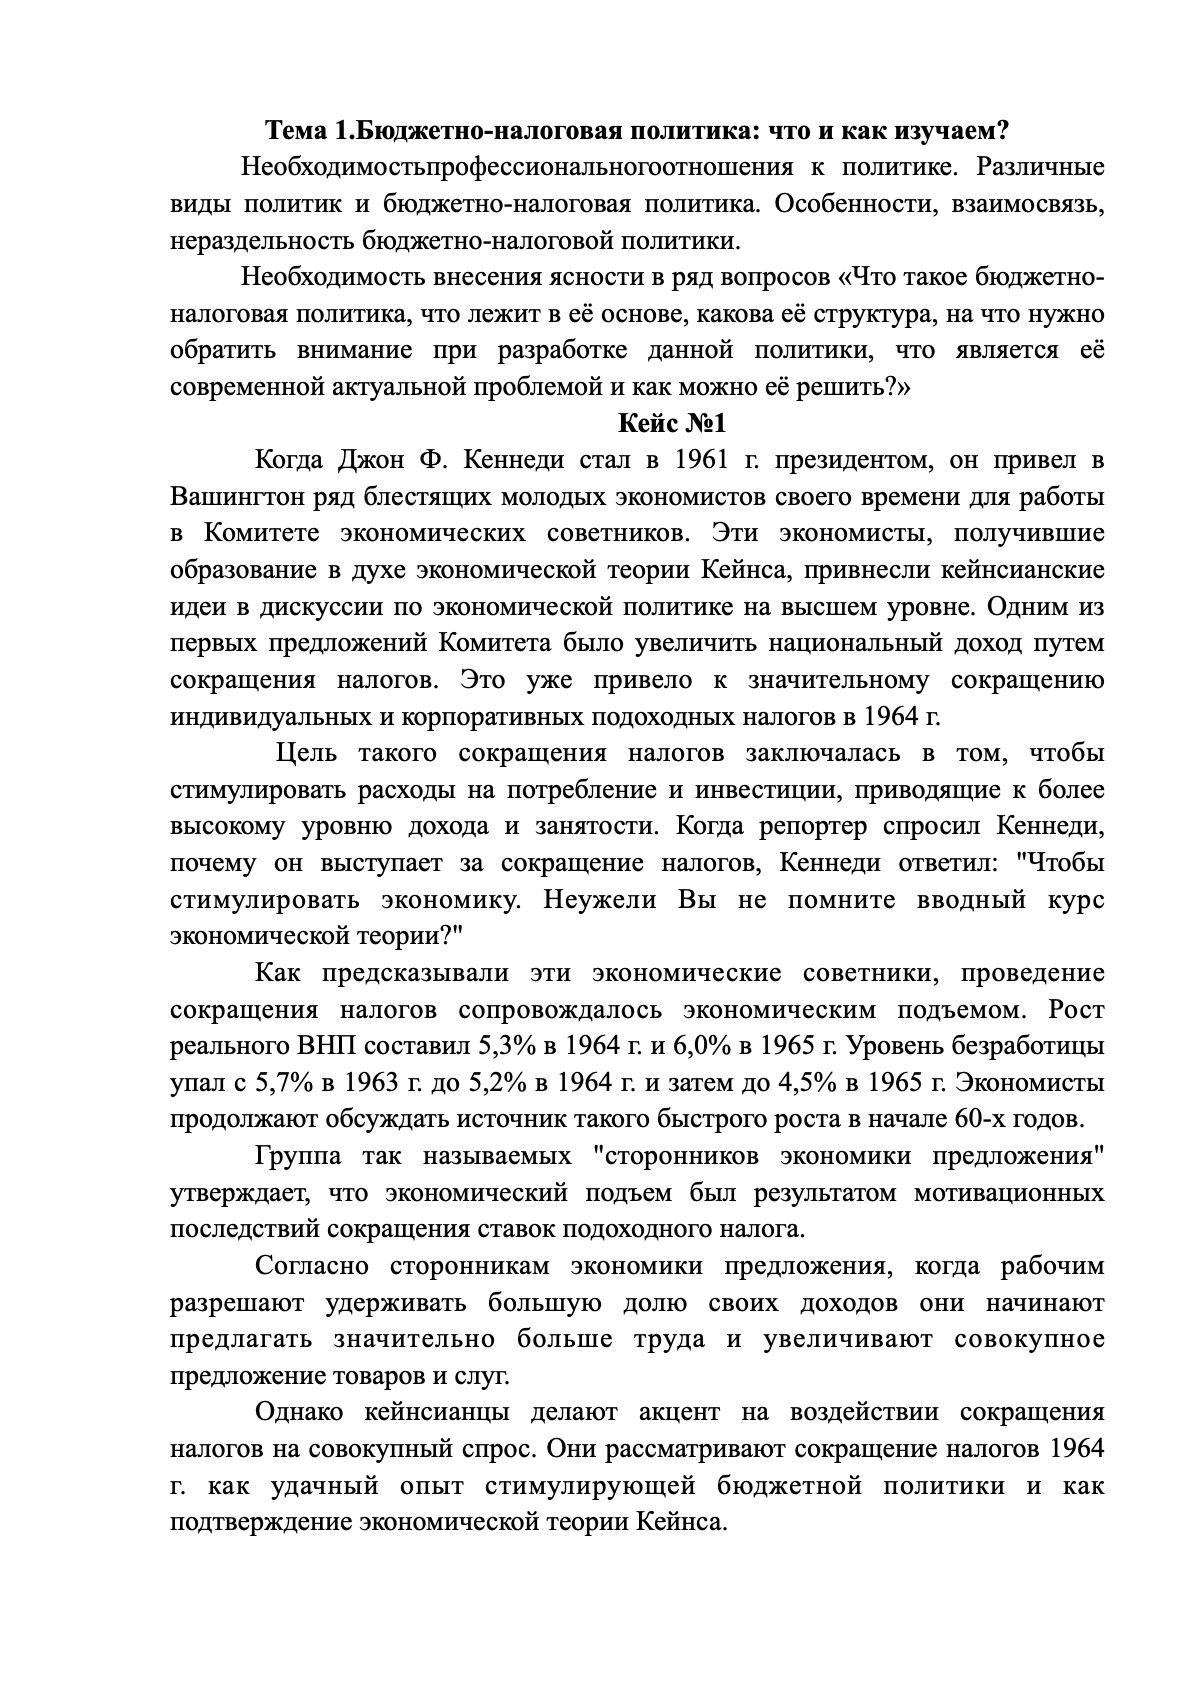 Тема 1.Бюджетно-налоговая политика: что и как изучаем?
Необходимостьпрофессиональногоотношения к политике. Различные
виды политик и бюджетно-налоговая политика. Особенности, взаимосвязь,
нераздельность бюджетно-налоговой политики.
Необходимость внесения ясности в ряд вопросов «Что такое бюджетно-
налоговая политика, что лежит в её основе, какова её структура, на что нужно
обратить внимание при разработке данной политики, что является её
современной актуальной проблемой и как можно её решить?»
Кейс №1
Когда Джон Ф. Кеннеди стал в 1961 г. президентом, он привел в
Вашингтон ряд блестящих молодых экономистов своего времени для работы
в Комитете экономических советников. Эти экономисты, получившие
образование в духе экономической теории Кейнса, привнесли кейнсианские
идеи в дискуссии по экономической политике на высшем уровне. Одним из
первых предложений Комитета было увеличить национальный доход путем
сокращения налогов. Это уже привело к значительному сокращению
индивидуальных и корпоративных подоходных налогов в 1964 г.
Цель такого сокращения налогов заключалась в том, чтобы
стимулировать расходы на потребление и инвестиции, приводящие к более
высокому уровню дохода и занятости. Когда репортер спросил Кеннеди,
почему он выступает за сокращение налогов, Кеннеди ответил: "Чтобы
стимулировать экономику. Неужели Вы не помните вводный курс
экономической теории?"
Как предсказывали эти экономические советники, проведение
сокращения налогов сопровождалось экономическим подъемом. Рост
реального ВНП составил 5,3% в 1964 г. и 6,0% в 1965 г. Уровень безработицы
упал с 5,7% в 1963 г. до 5,2% в 1964 г. и затем до 4,5% в 1965 г. Экономисты
продолжают обсуждать источник такого быстрого роста в начале 60-х годов.
Группа так называемых "сторонников экономики предложения"
утверждает, что экономический подъем был результатом мотивационных
последствий сокращения ставок подоходного налога.
Согласно сторонникам экономики предложения, когда рабочим
разрешают удерживать большую долю своих доходов они начинают
предлагать значительно больше труда и увеличивают совокупное
предложение товаров и слуг.
Однако кейнсианцы делают акцент на воздействии сокращения
налогов на совокупный спрос. Они рассматривают сокращение налогов 1964
г. как удачный опыт стимулирующей бюджетной политики и как
подтверждение экономической теории Кейнса.